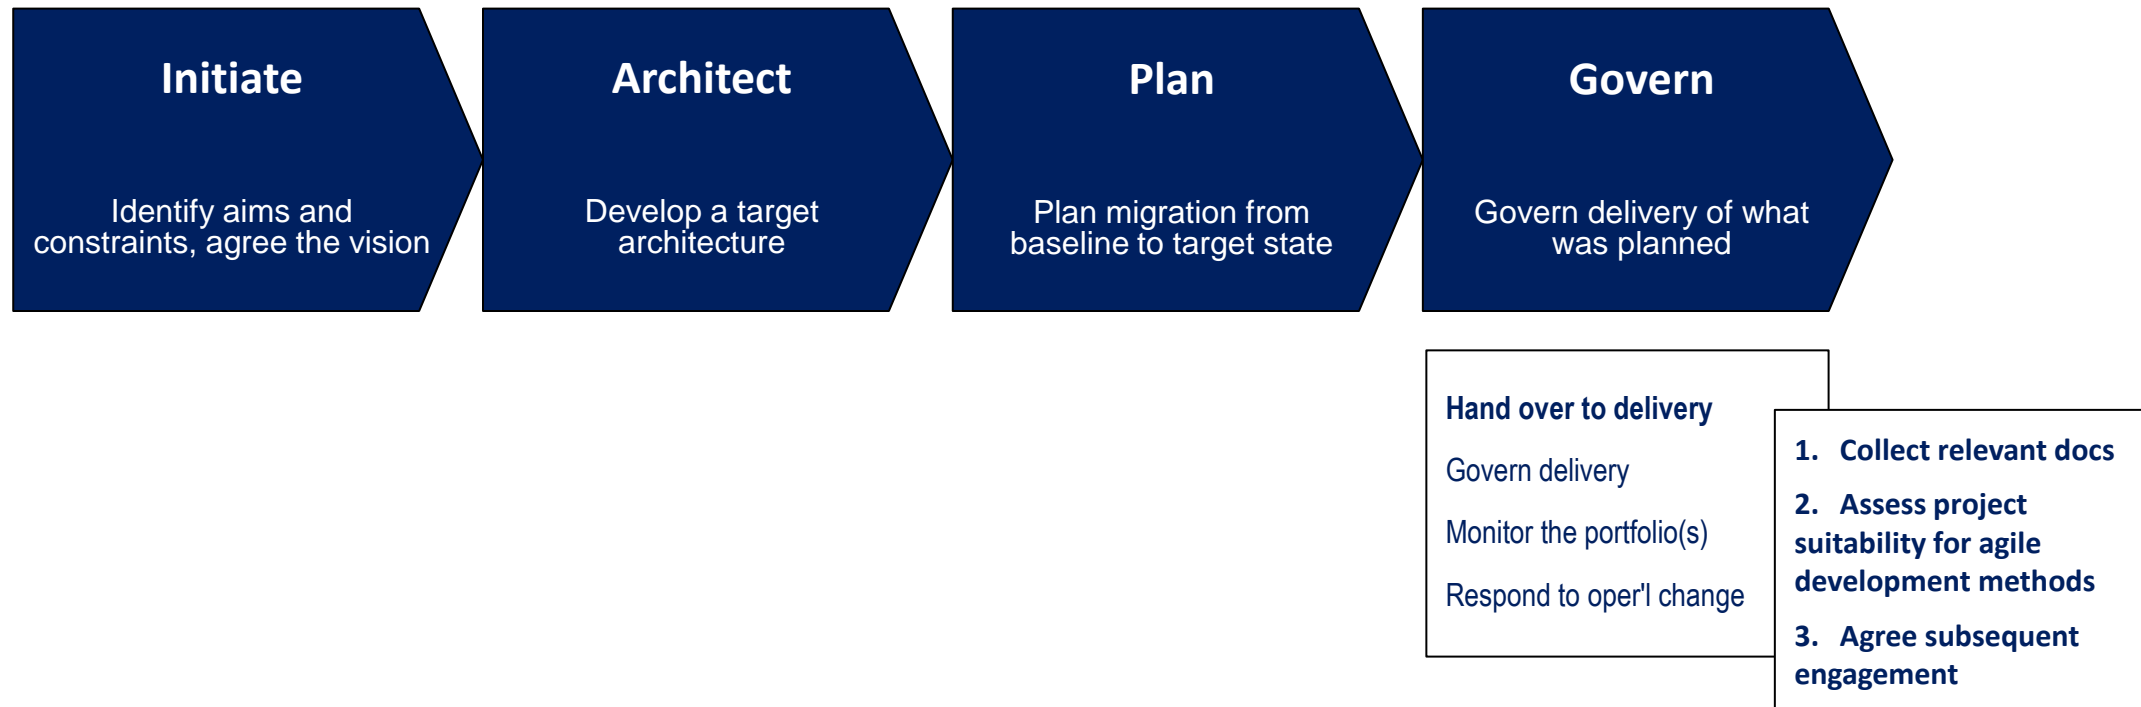 Initiate
Identify aims and
constraints, agree the vision
Architect
Develop a target
architecture
Plan
Plan migration from
baseline to target state
Govern
Govern delivery of what
was planned
Hand over to delivery
Govern delivery
Monitor the portfolio(s)
Respond to oper'l change
1. Collect relevant docs
2. Assess project
suitability for agile
development methods
3. Agree subsequent
engagement